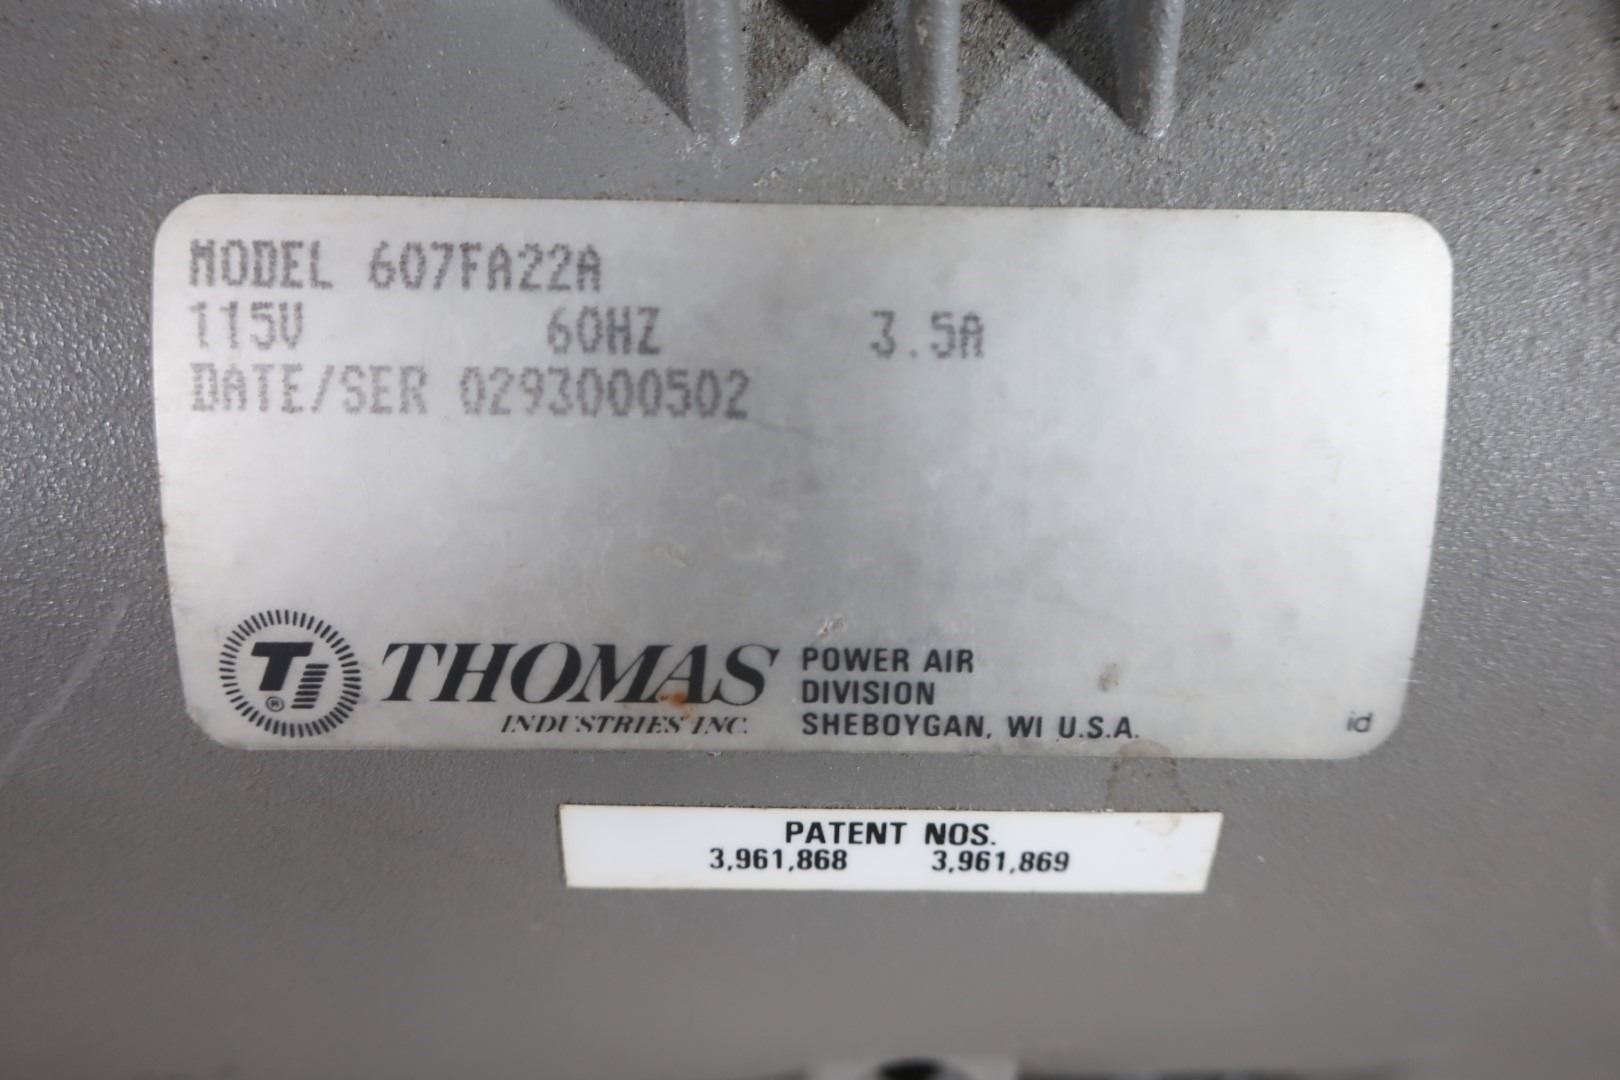 MODEL 607FA22A
115V 60HZ 3.5A
DATE/SER 0293000502
TI ® THOMAS POWER AIR
DIVISION
INDUSTRIES INC. SHEBOYGAN, WI U.S.A. id
PATENT NOS.
3,961,868 3,961,869